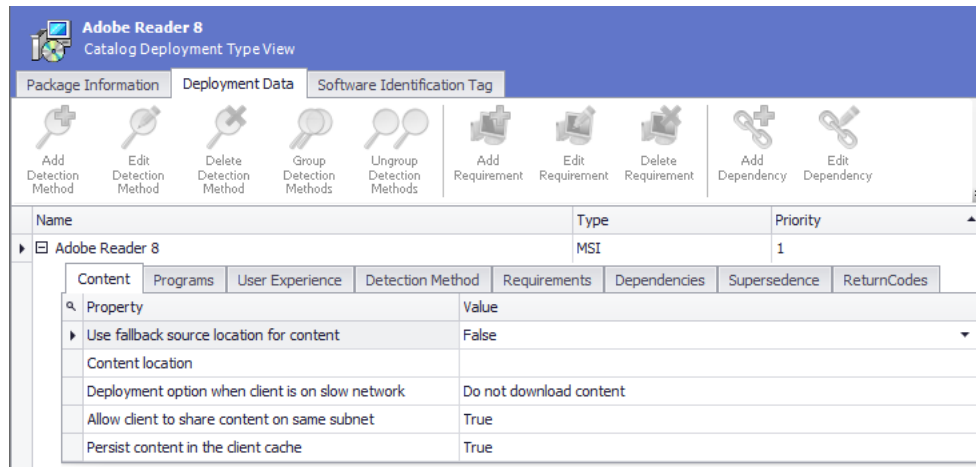 Adobe Reader 8
Catalog Deployment Type View
Package Information Deployment Data Software Identification Tag
Add Detection Method Edit Detection Method Delete Detection Method Group Detection Methods Ungroup Detection Methods Add Requirement Edit Requirement Delete Requirement Add Dependency Edit Dependency
Name Type Priority
Adobe Reader 8 MSI 1
Content Programs User Experience Detection Method Requirements Dependencies Supersedence ReturnCodes
Property Value
Use fallback source location for content False
Content location
Deployment option when client is on slow network Do not download content
Allow client to share content on same subnet True
Persist content in the client cache True